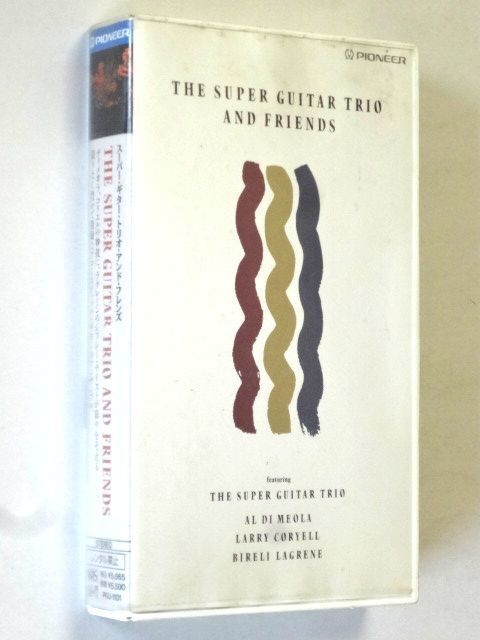 PIONEER
THE SUPER GUITAR TRIO
AND FRIENDS
featuring
THE SUPER GUITAR TRIO
AL DI MEOLA
LARRY CORYELL
BIRELI LAGRENE
PIONEER
スーパー・ギター・トリオ・アンド・フレンズ
THE SUPER GUITAR TRIO AND FRIENDS